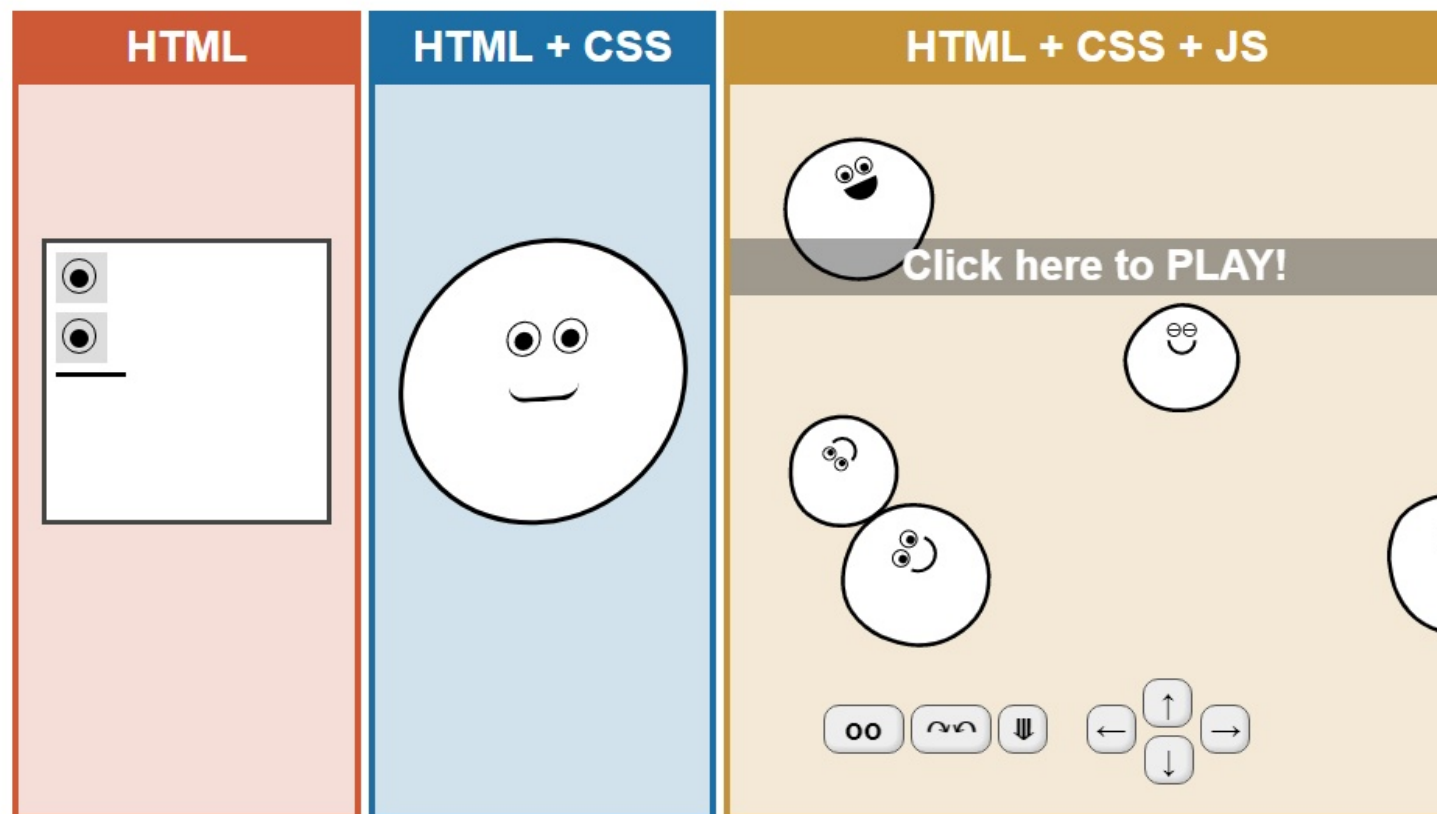 HTML
HTML + CSS
HTML + CSS + JS
Click here to PLAY!
oo
← ↑ ↓ →